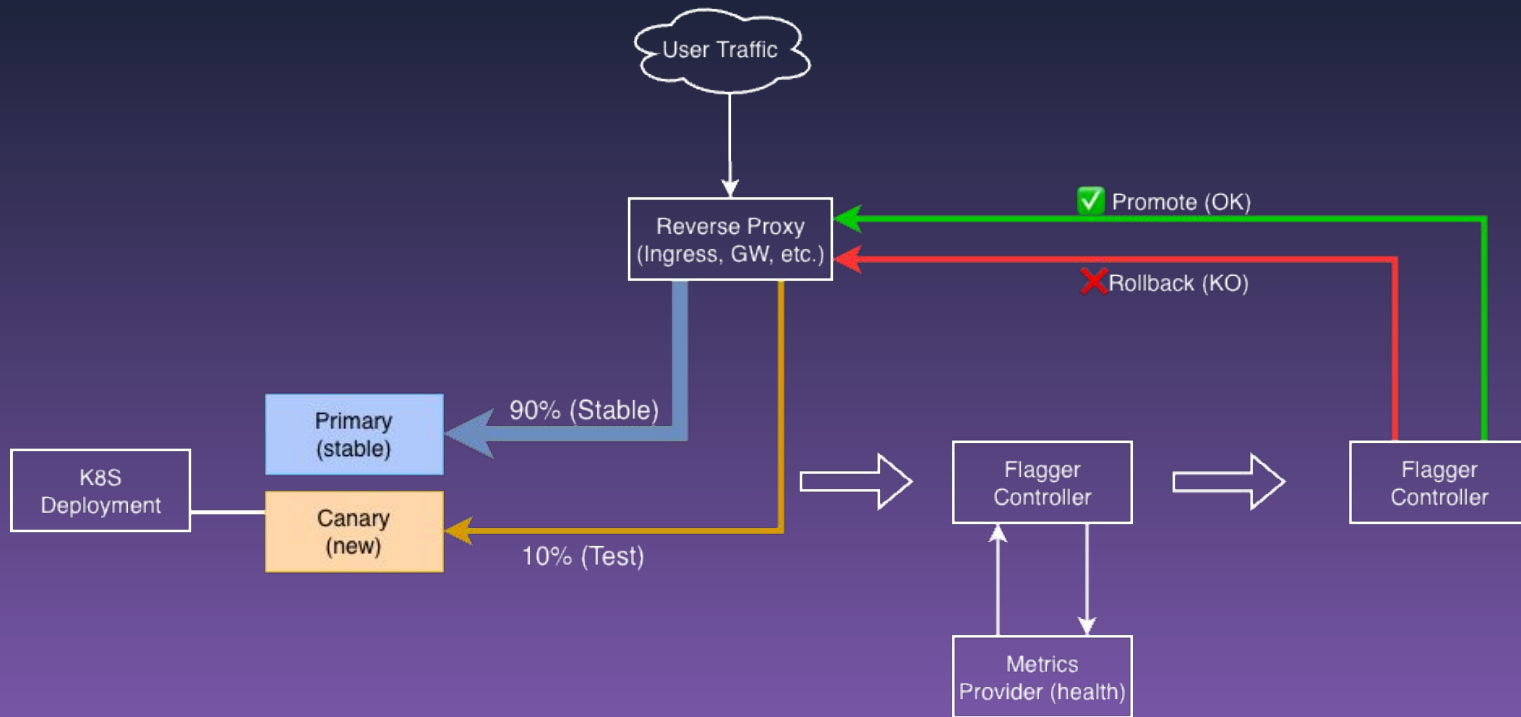 User Traffic
Reverse Proxy
(Ingress, GW, etc.)
✅ Promote (OK)
❌Rollback (KO)
Primary
(stable)
90% (Stable)
K8S
Deployment
Canary
(new)
10% (Test)
Flagger
Controller
Flagger
Controller
Metrics
Provider (health)